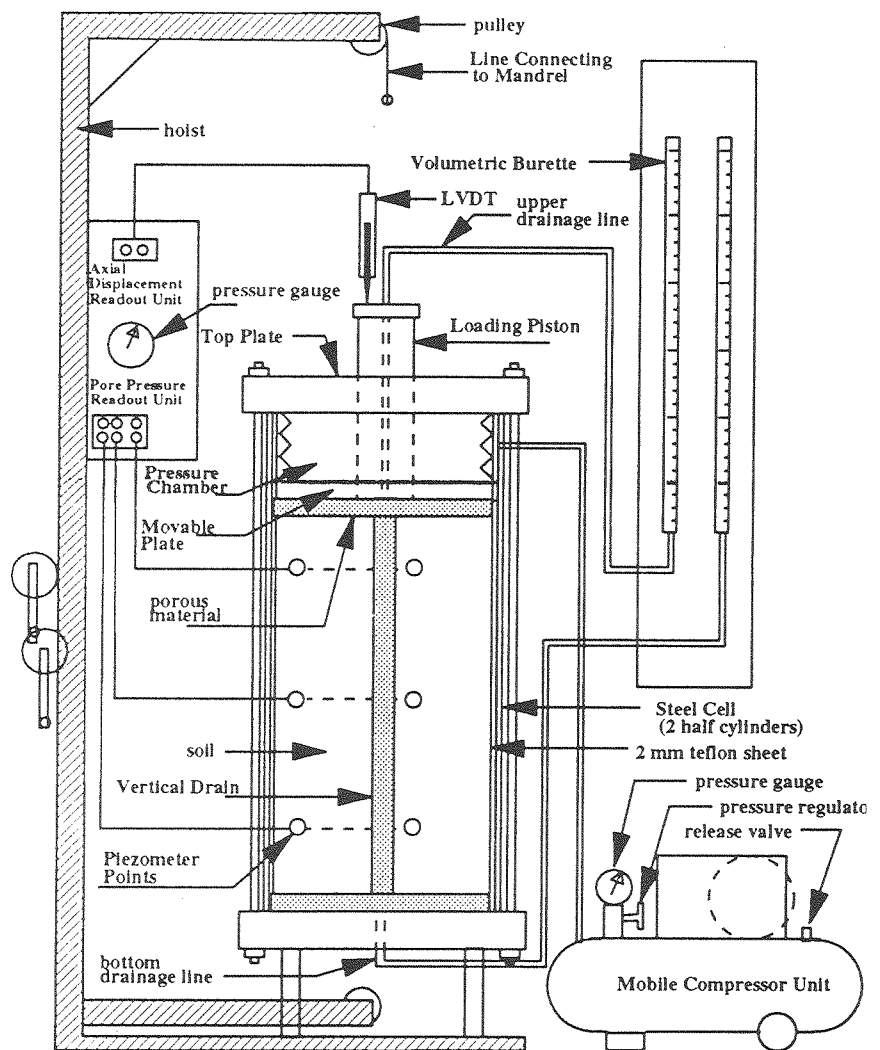 pulley
Line Connecting
to Mandrel
hoist
Volumetric Burette
LVDT
upper
drainage line
Axial
Displacement
Readout Unit
pressure gauge
Top Plate
Loading Piston
Pore Pressure
Readout Unit
Pressure
Chamber
Movable
Plate
porous
material
Steel Cell
(2 half cylinders)
soil
2 mm teflon sheet
Vertical Drain
pressure gauge
pressure regulato
release valve
Piezometer
Points
bottom
drainage line
Mobile Compressor Unit